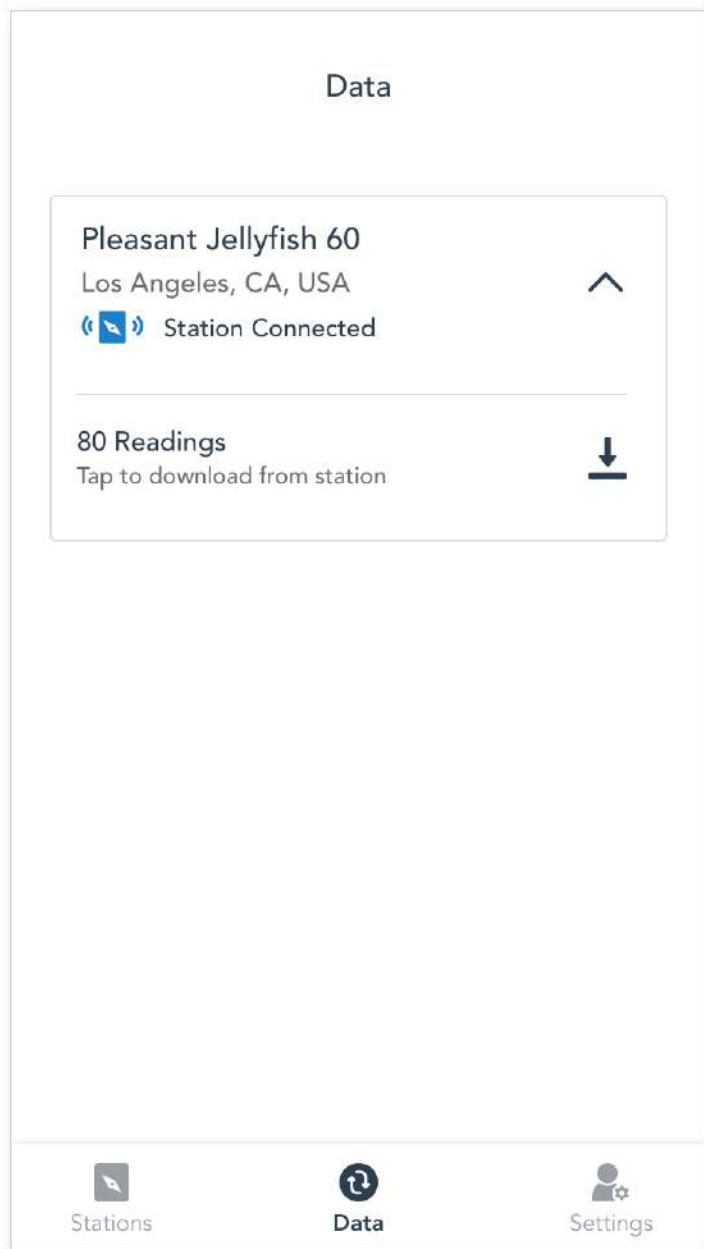 Data
Pleasant Jellyfish 60
Los Angeles, CA, USA
Station Connected
80 Readings
Tap to download from station
Stations
Data
Settings